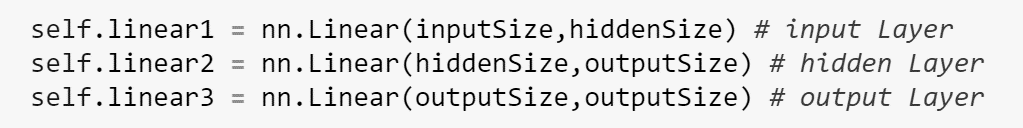 self.linear1 = nn.Linear(inputSize,hiddenSize) # input Layer
self.linear2 = nn.Linear(hiddenSize,outputSize) # hidden Layer
self.linear3 = nn.Linear(outputSize,outputSize) # output Layer